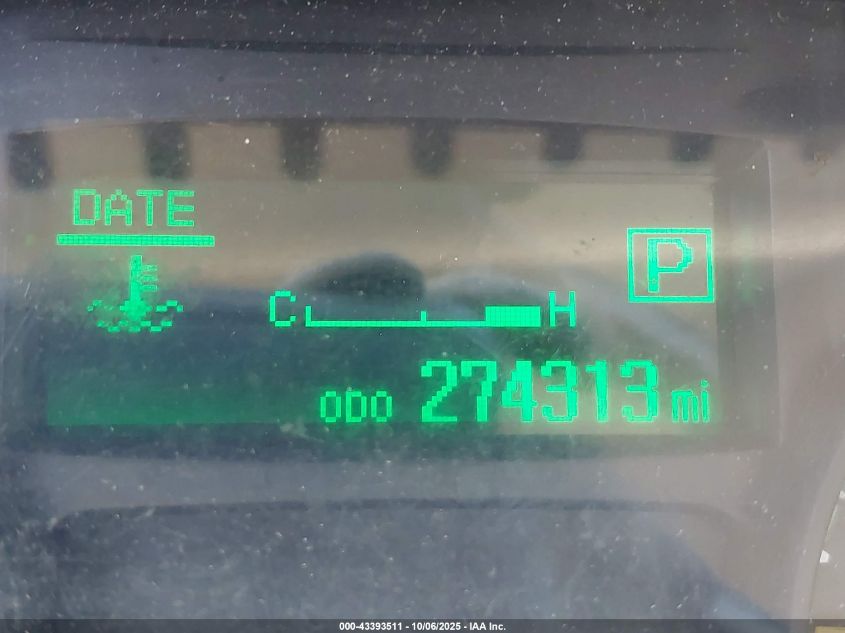 DATE
P
C H
ODO 274313 mi
000-43393511 - 10/06/2025 - IAA Inc.